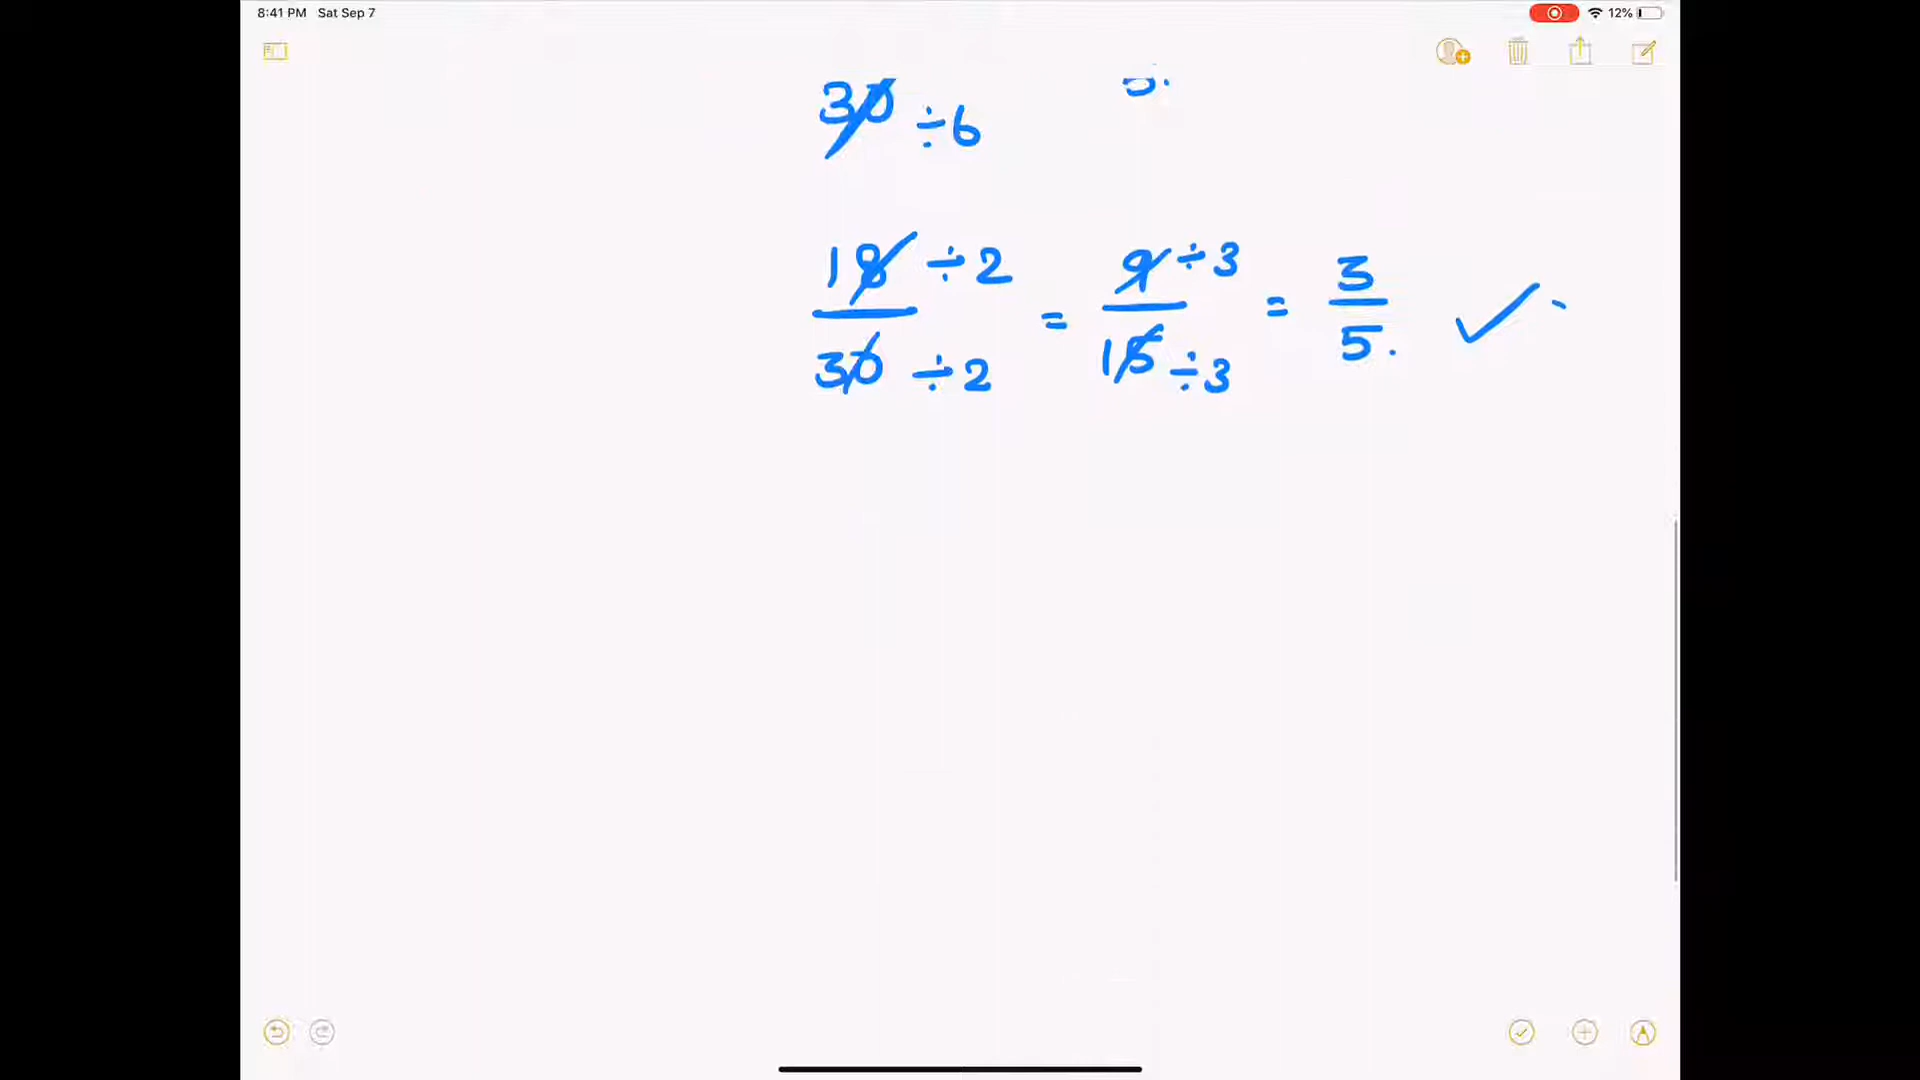 8:41 PM Sat Sep 7 12%
30 ÷6 5.
18 ÷2 9 ÷3 3
= =
30 ÷2 15 ÷3 5.